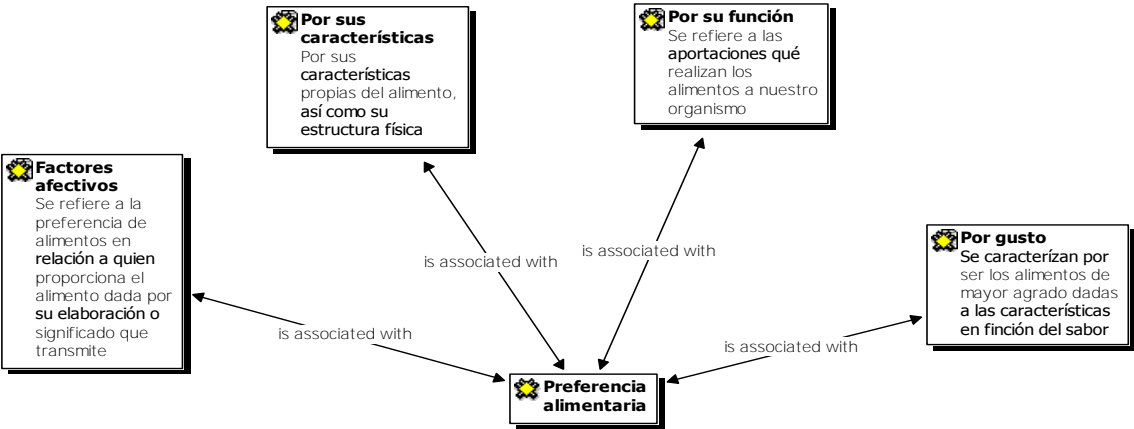 Por sus
características
Por sus
características
propias del alimento,
así como su
estructura física
Por su función
Se refiere a las
aportaciones qué
realizan los
alimentos a nuestro
organismo
Factores
afectivos
Se refiere a la
preferencia de
alimentos en
relación a quien
proporciona el
alimento dada por
su elaboración o
significado que
transmite
Por gusto
Se caracterízan por
ser los alimentos de
mayor agrado dadas
a las características
en finción del sabor
is associated with
is associated with
is associated with
is associated with
Preferencia
alimentaria